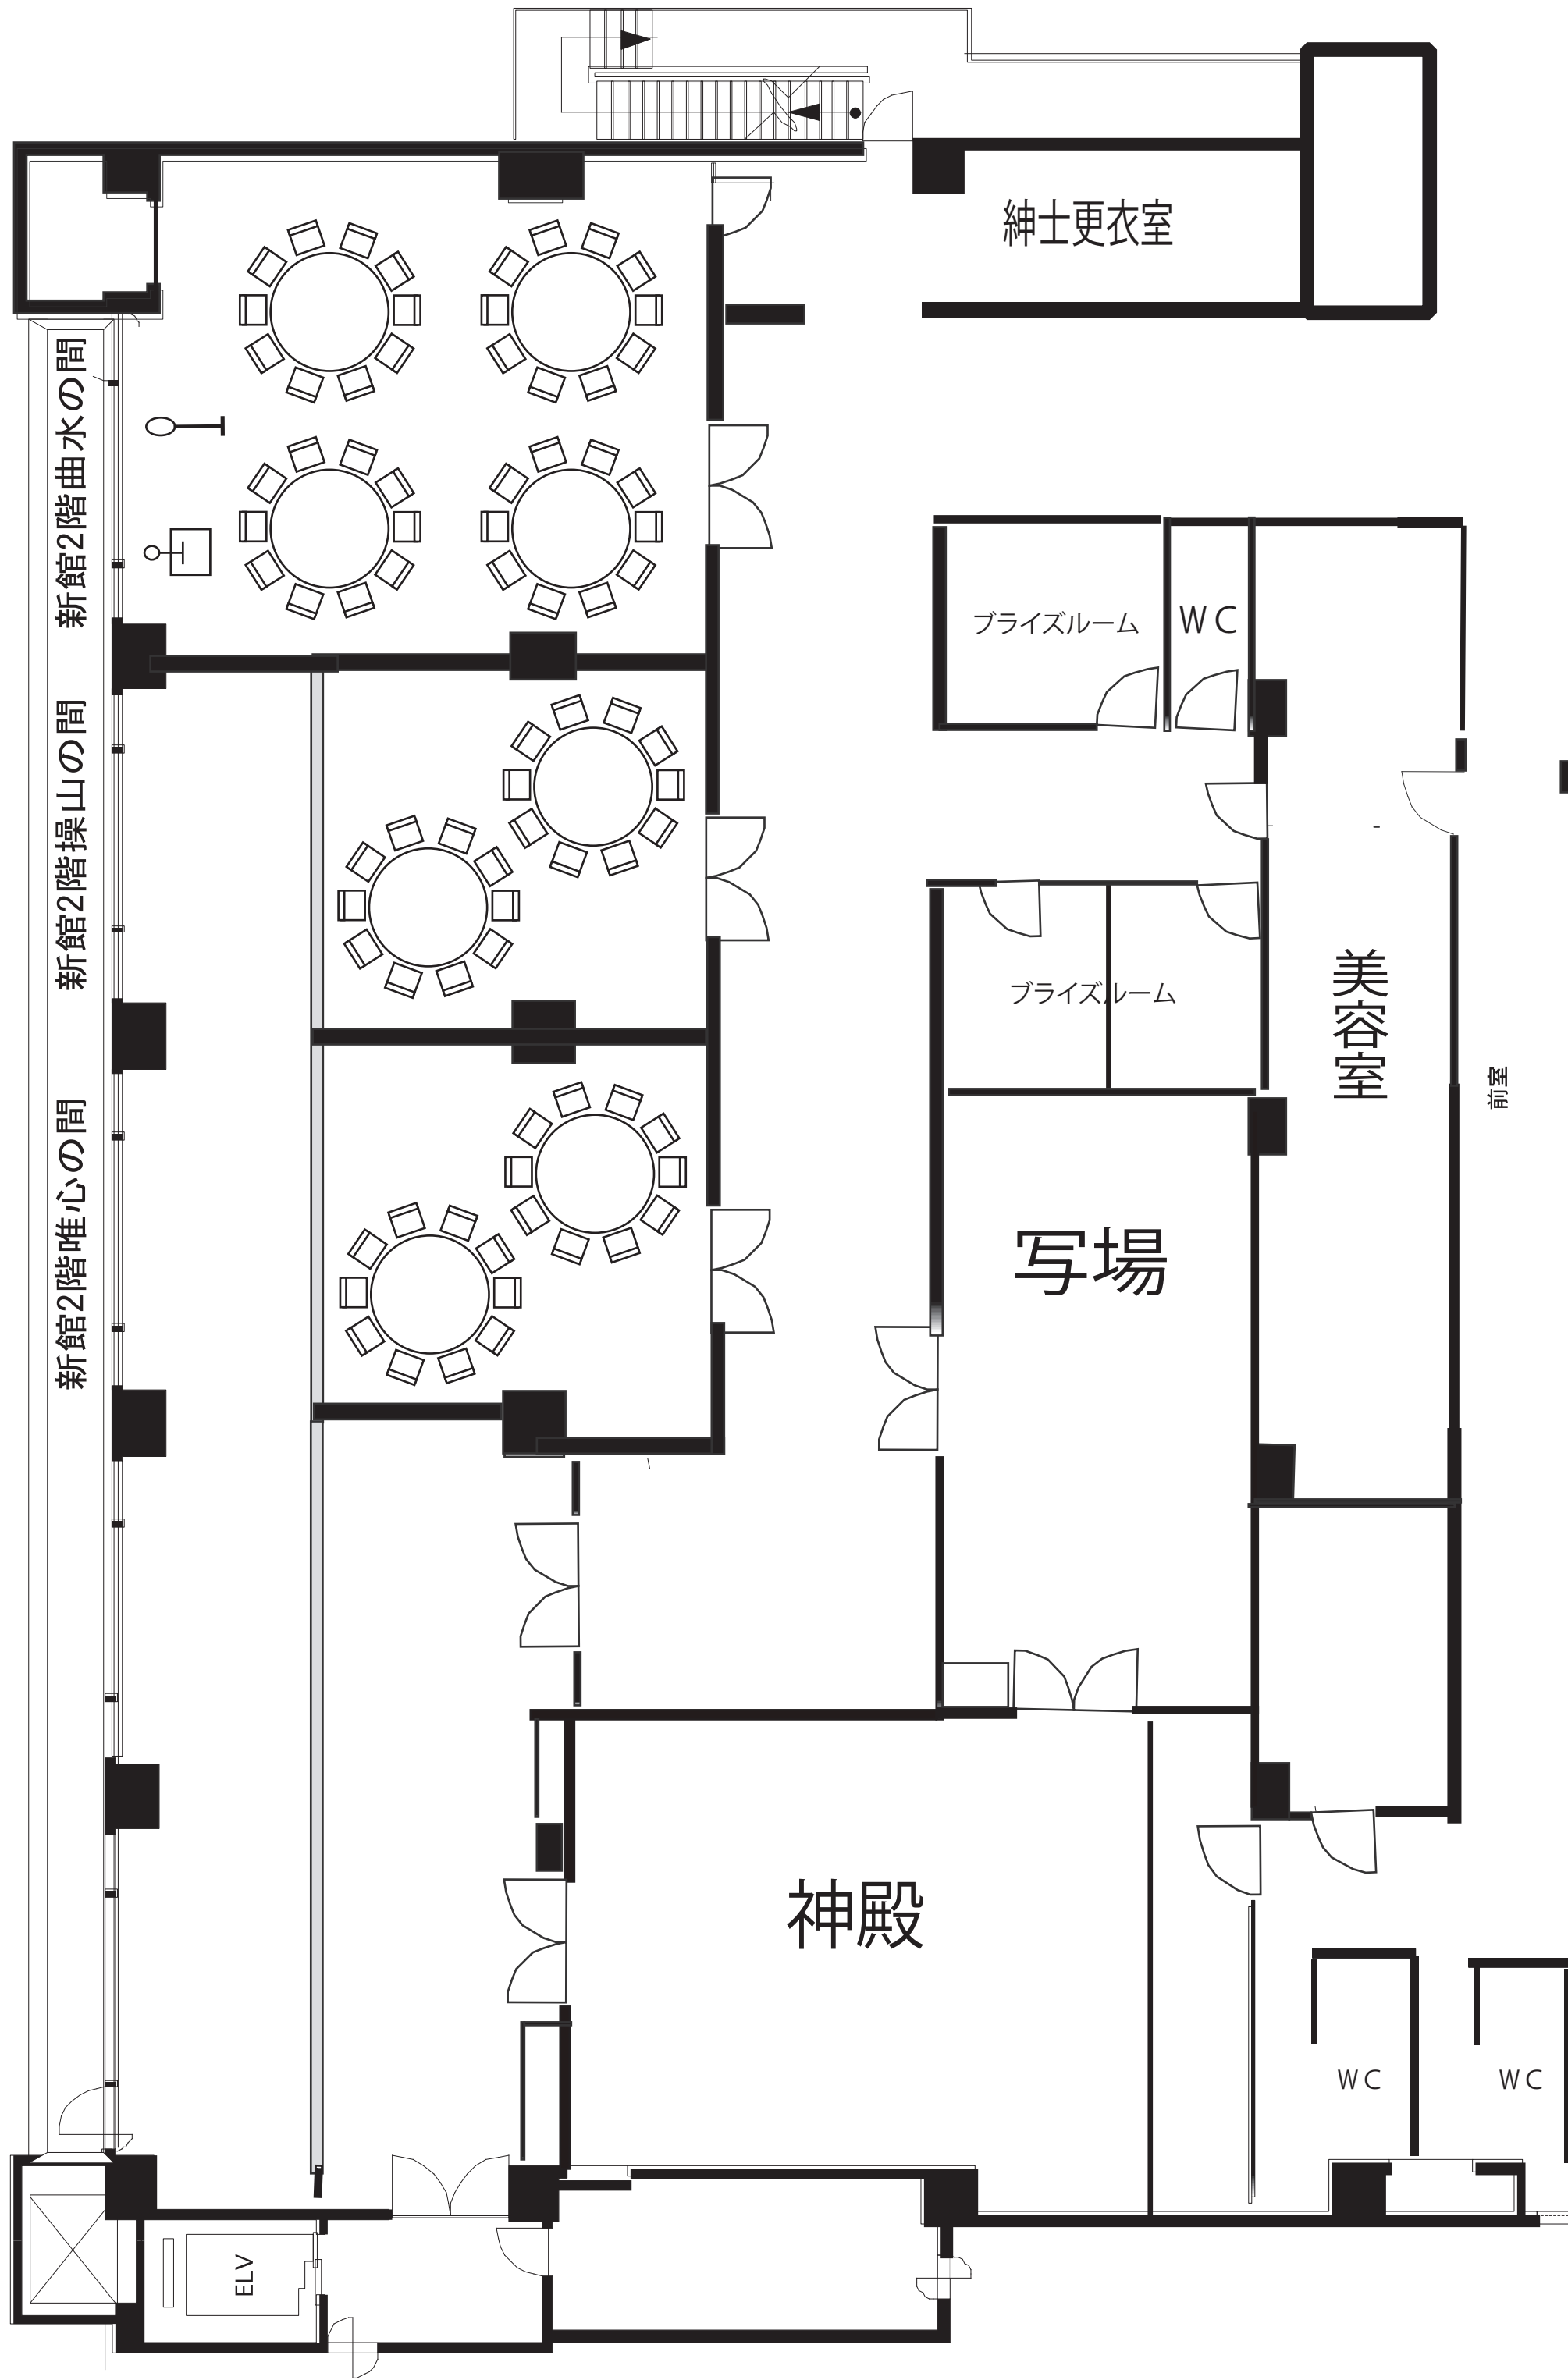 紳士更衣室
新館2階曲水の間
ブライズルーム
WC
新館2階操山の間
美容室
ブライズルーム
前室
新館2階唯心の間
写場
神殿
WC
WC
ELV